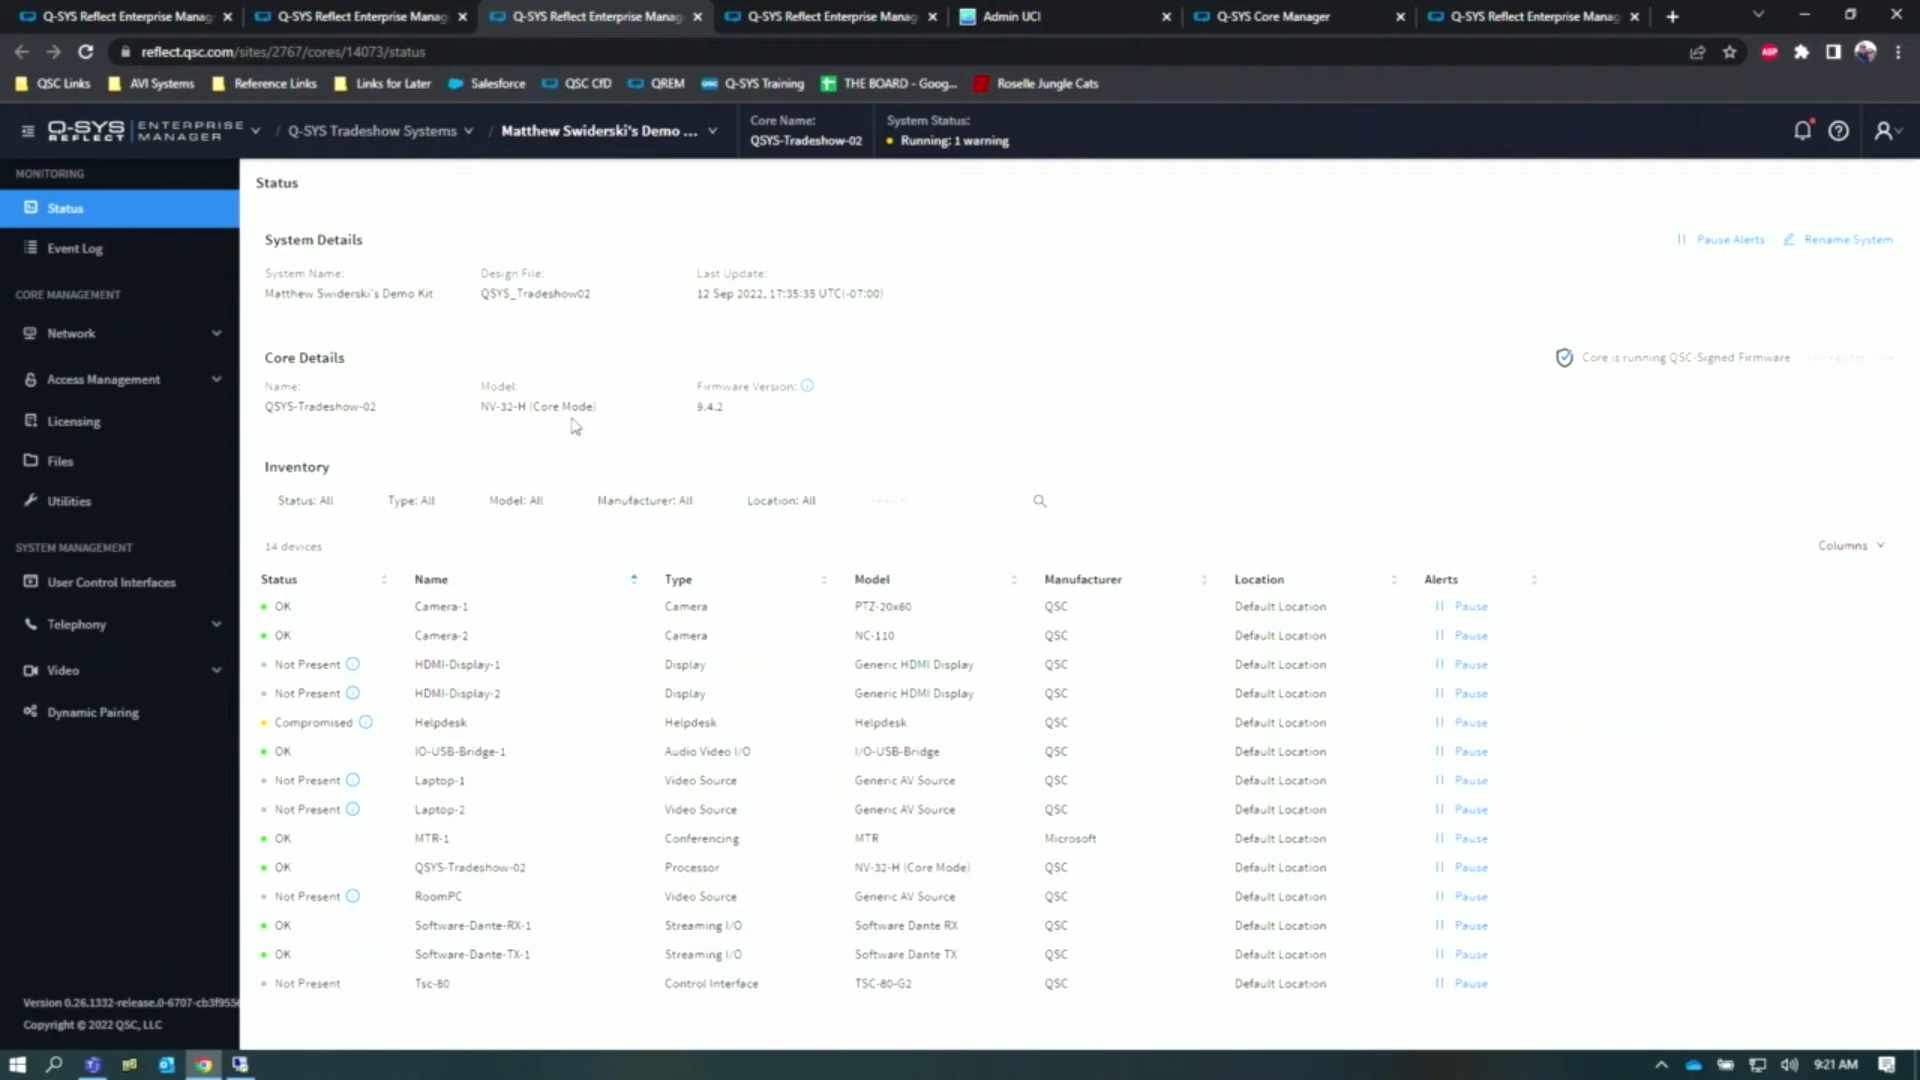 Q-SYS Reflect Enterprise Manag
Q-SYS Reflect Enterprise Manag
Q-SYS Reflect Enterprise Manag
Q-SYS Reflect Enterprise Manag
Admin UCI
Q-SYS Core Manager
Q-SYS Reflect Enterprise Manag
reflect.qsc.com/sites/2767/cores/14073/status
ABP
QSC Links
AVI Systems
Reference Links
Links for Later
Salesforce
QSC CfD
QREM
Q-SYS Training
THE BOARD - Goog...
Roselle Jungle Cats
Q-SYS REFLECT ENTERPRISE MANAGER
/ Q-SYS Tradeshow Systems
/ Matthew Swiderski's Demo ...
Core Name:
QSYS-Tradeshow-02
System Status:
Running: 1 warning
MONITORING
Status
Event Log
CORE MANAGEMENT
Network
Access Management
Licensing
Files
Utilities
SYSTEM MANAGEMENT
User Control Interfaces
Telephony
Video
Dynamic Pairing
Version 0.26.1332-release.0-6707-cb3f955
Copyright © 2022 QSC, LLC
Status
System Details
Pause Alerts
Rename System
System Name:
Matthew Swiderski's Demo Kit
Design File:
QSYS_Tradeshow02
Last Update:
12 Sep 2022, 17:35:35 UTC(-07:00)
Core Details
Core is running QSC-Signed Firmware
Name:
QSYS-Tradeshow-02
Model:
NV-32-H (Core Mode)
Firmware Version:
9.4.2
Inventory
Status: All
Type: All
Model: All
Manufacturer: All
Location: All
14 devices
Columns
Status Name Type Model Manufacturer Location Alerts
OK Camera-1 Camera PTZ-20x60 QSC Default Location Pause
OK Camera-2 Camera NC-110 QSC Default Location Pause
Not Present HDMI-Display-1 Display Generic HDMI Display QSC Default Location Pause
Not Present HDMI-Display-2 Display Generic HDMI Display QSC Default Location Pause
Compromised Helpdesk Helpdesk Helpdesk QSC Default Location Pause
OK IO-USB-Bridge-1 Audio Video I/O I/O-USB-Bridge QSC Default Location Pause
Not Present Laptop-1 Video Source Generic AV Source QSC Default Location Pause
Not Present Laptop-2 Video Source Generic AV Source QSC Default Location Pause
OK MTR-1 Conferencing MTR Microsoft Default Location Pause
OK QSYS-Tradeshow-02 Processor NV-32-H (Core Mode) QSC Default Location Pause
Not Present RoomPC Video Source Generic AV Source QSC Default Location Pause
OK Software-Dante-RX-1 Streaming I/O Software Dante RX QSC Default Location Pause
OK Software-Dante-TX-1 Streaming I/O Software Dante TX QSC Default Location Pause
Not Present Tsc-80 Control Interface TSC-80-G2 QSC Default Location Pause
9:21 AM